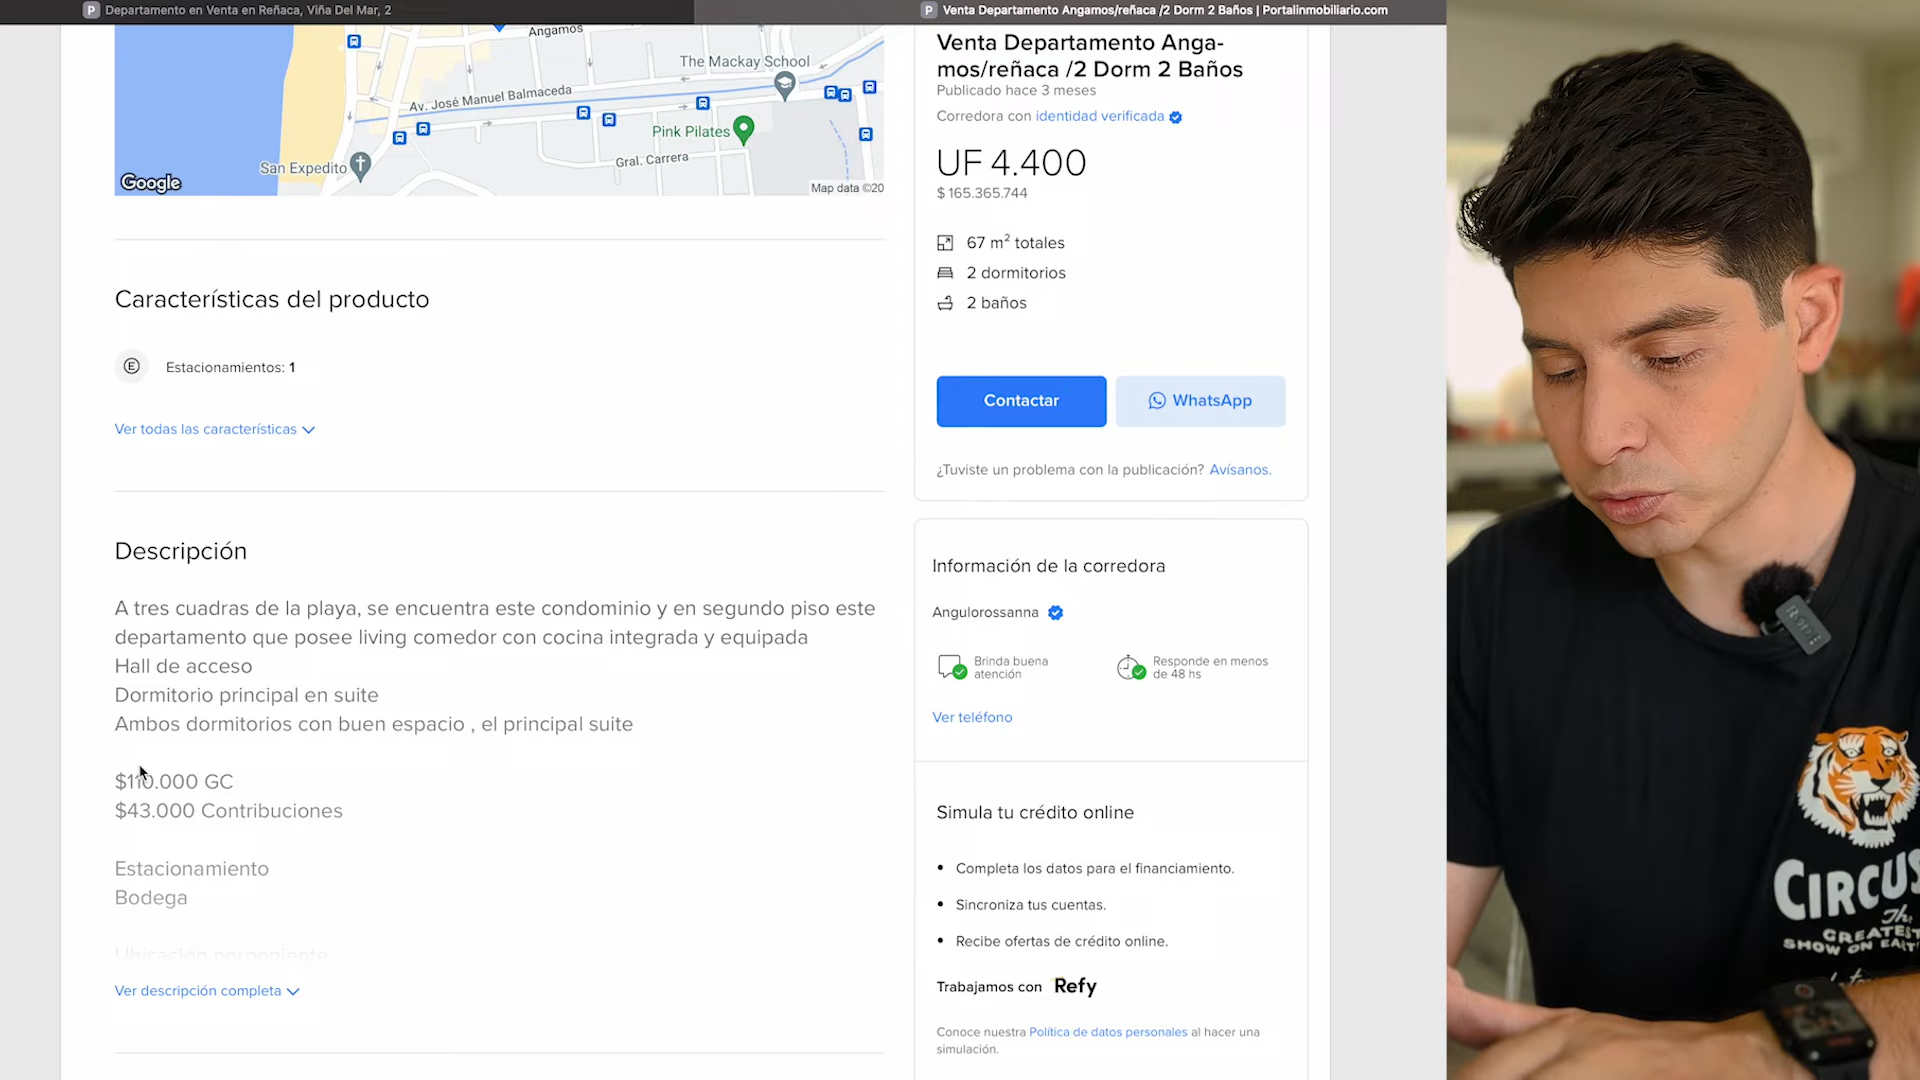 Departamento en Venta en Reñaca, Viña Del Mar, 2
Venta Departamento Angamos/reñaca /2 Dorm 2 Baños | Portalinmobiliario.com
Angamos
The Mackay School
Av. José Manuel Balmaceda
Pink Pilates
Gral. Carrera
San Expedito
Google
Map data ©20
Características del producto
E
Estacionamientos: 1
Ver todas las características
Descripción
A tres cuadras de la playa, se encuentra este condominio y en segundo piso este
departamento que posee living comedor con cocina integrada y equipada
Hall de acceso
Dormitorio principal en suite
Ambos dormitorios con buen espacio , el principal suite
$110.000 GC
$43.000 Contribuciones
Estacionamiento
Bodega
Ubicación norponiente
Ver descripción completa
Venta Departamento Anga-
mos/reñaca /2 Dorm 2 Baños
Publicado hace 3 meses
Corredora con identidad verificada
UF 4.400
$ 165.365.744
67 m² totales
2 dormitorios
2 baños
Contactar
WhatsApp
¿Tuviste un problema con la publicación? Avísanos.
Información de la corredora
Angulorossanna
Brinda buena
atención
Responde en menos
de 48 hs
Ver teléfono
Simula tu crédito online
• Completa los datos para el financiamiento.
• Sincroniza tus cuentas.
• Recibe ofertas de crédito online.
Trabajamos con Refy
Conoce nuestra Política de datos personales al hacer una
simulación.
CIRCUS
The
GREATEST
SHOW ON EART